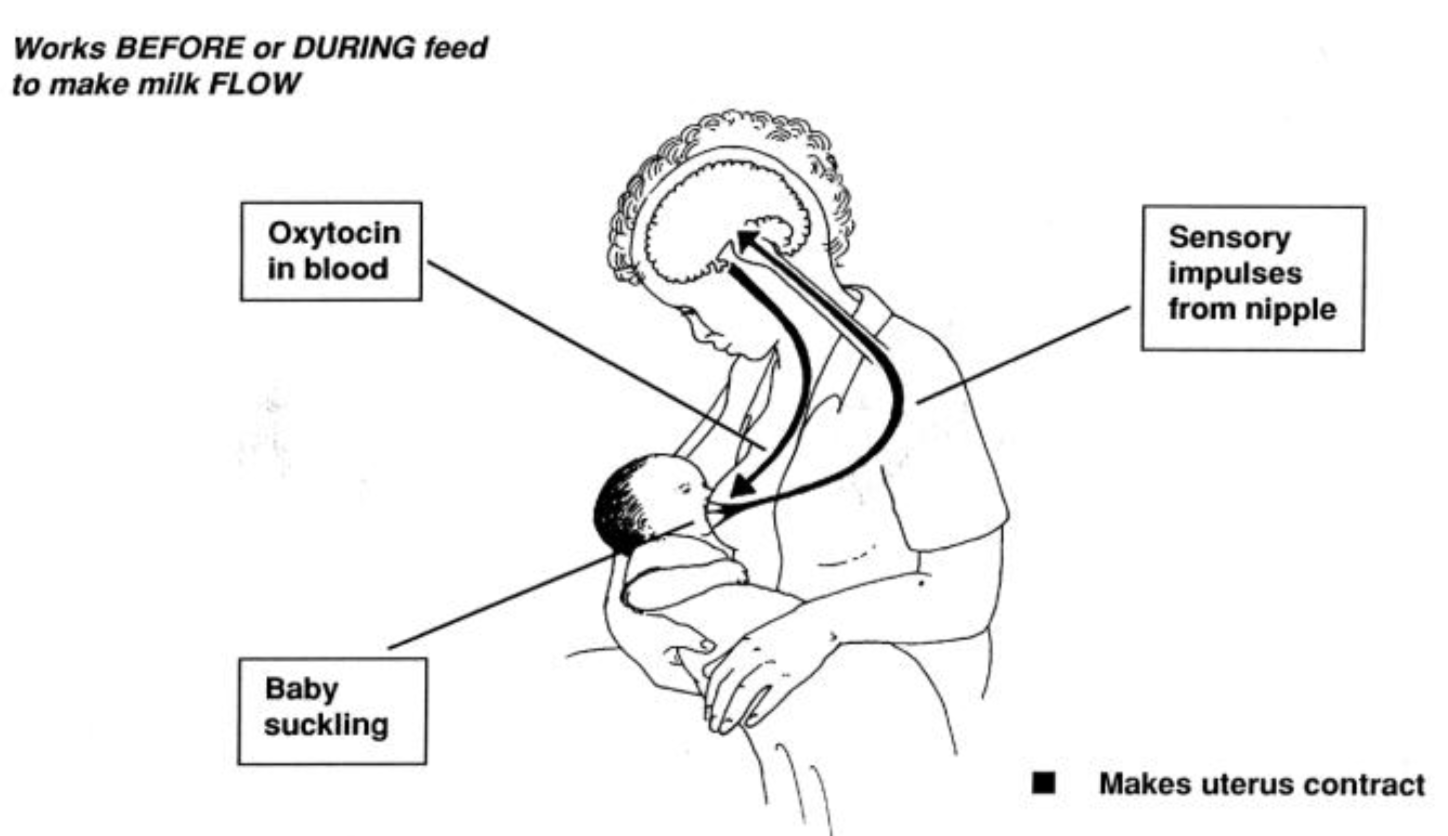 Works BEFORE or DURING feed
to make milk FLOW
Oxytocin
in blood
Sensory
impulses
from nipple
Baby
suckling
Makes uterus contract